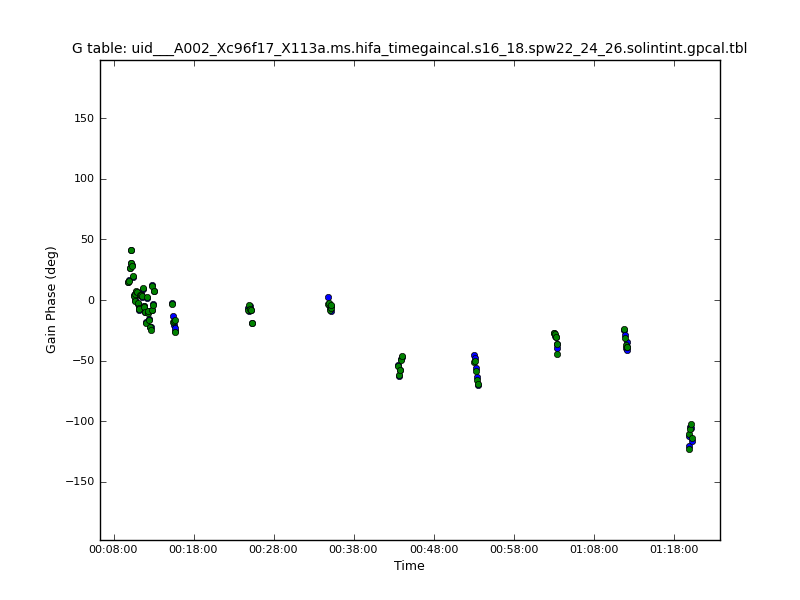 G table: uid___A002_Xc96f17_X113a.ms.hifa_timegaincal.s16_18.spw22_24_26.solintint.gpcal.tbl
150
100
50
0
−50
−100
−150
Gain Phase (deg)
00:08:00 00:18:00 00:28:00 00:38:00 00:48:00 00:58:00 01:08:00 01:18:00
Time